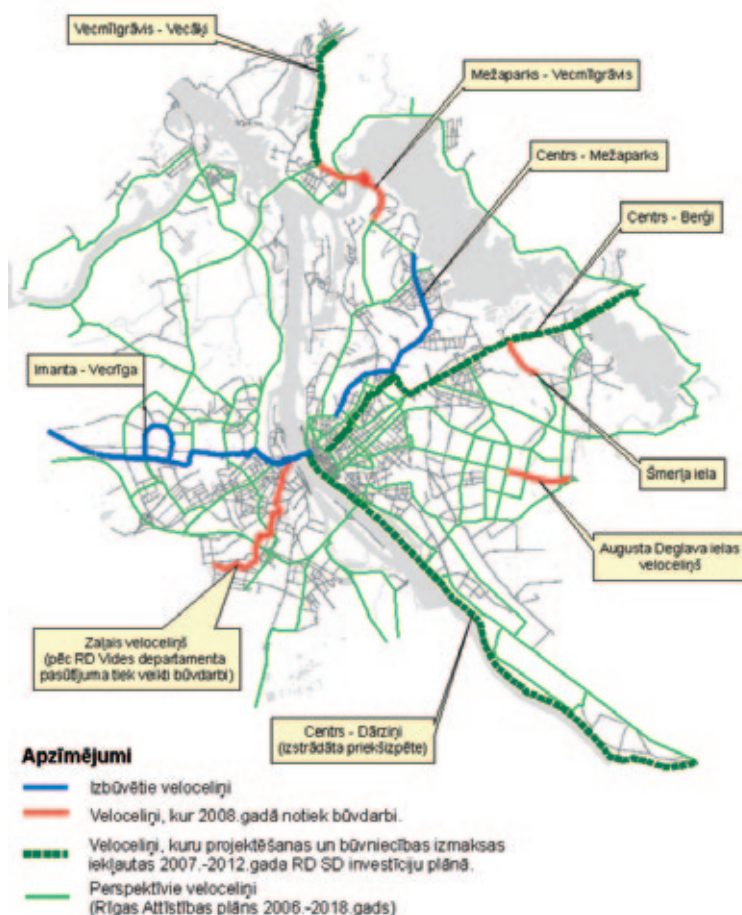 Vecmīlgrāvis - Vecāķi
Mežaparks - Vecmīlgrāvis
Centrs - Mežaparks
Centrs - Berģi
Imanta - Vecrīga
Šmerļa iela
Augusta Deglava ielas
veloceliņš
Zaļais veloceliņš
(pēc RD Vides departamenta
pasūtījuma tiek veikti būvdarbi)
Centrs - Dārziņi
(izstrādāta priekšizpēte)
Apzīmējumi
Izbūvētie veloceliņi
Veloceliņi, kur 2008.gadā notiek būvdarbi.
Veloceliņi, kuru projektēšanas un būvniecības izmaksas
iekļautas 2007.-2012.gada RD SD investīciju plānā.
Perspektīvie veloceliņi
(Rīgas Attīstības plāns 2006.-2018.gads)